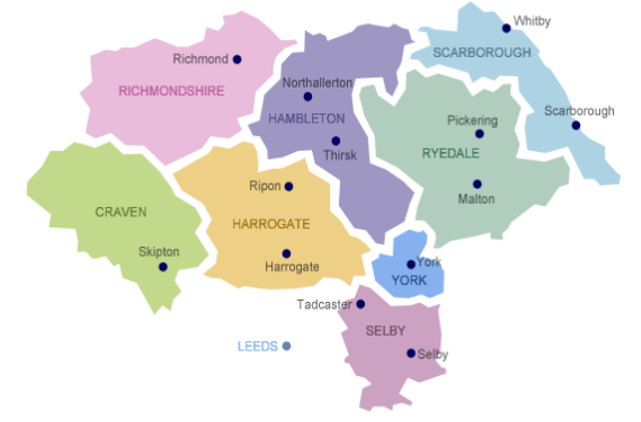 Whitby
SCARBOROUGH
Richmond
Northallerton
RICHMONDSHIRE
Scarborough
HAMBLETON
Pickering
Thirsk
RYEDALE
Ripon
Malton
CRAVEN
HARROGATE
Skipton
Harrogate
York
YORK
Tadcaster
SELBY
LEEDS
Selby